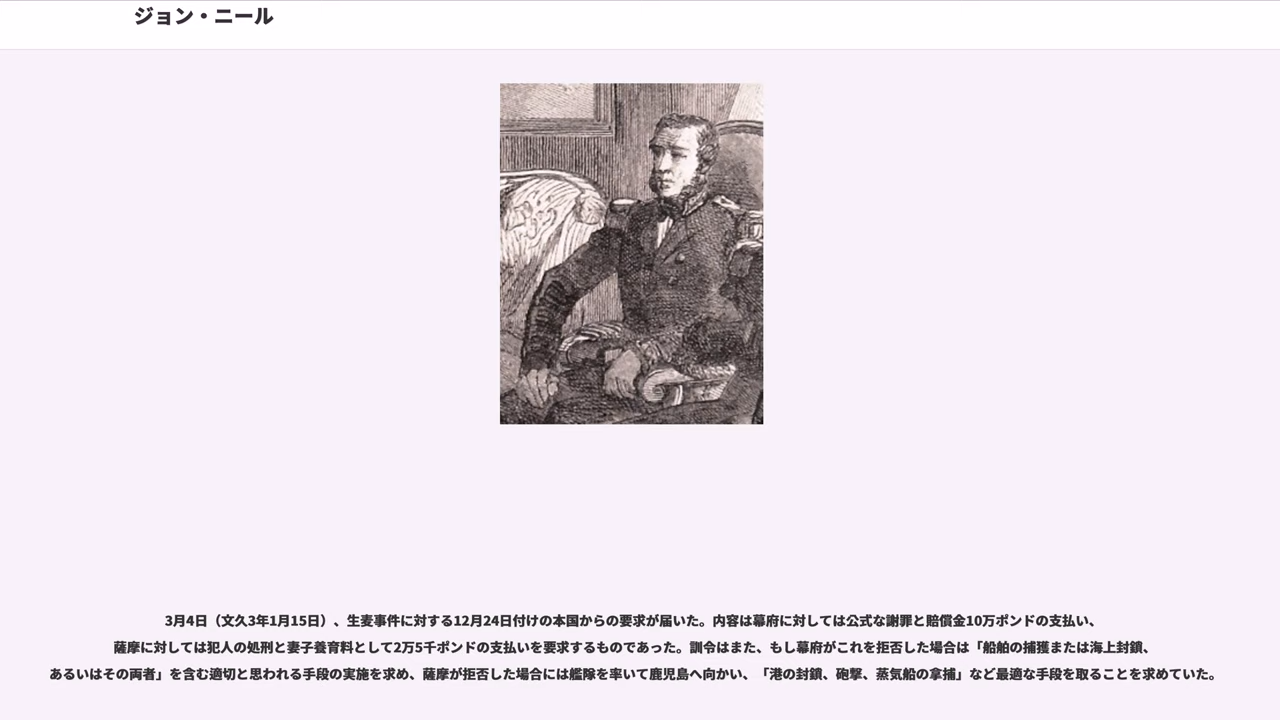 ジョン・ニール
3月4日（文久3年1月15日）、生麦事件に対する12月24日付けの本国からの要求が届いた。内容は幕府に対しては公式な謝罪と賠償金10万ポンドの支払い、
薩摩に対しては犯人の処刑と妻子養育料として2万5千ポンドの支払いを要求するものであった。訓令はまた、もし幕府がこれを拒否した場合は「船舶の捕獲または海上封鎖、
あるいはその両者」を含む適切と思われる手段の実施を求め、薩摩が拒否した場合には艦隊を率いて鹿児島へ向かい、「港の封鎖、砲撃、蒸気船の拿捕」など最適な手段を取ることを求めていた。